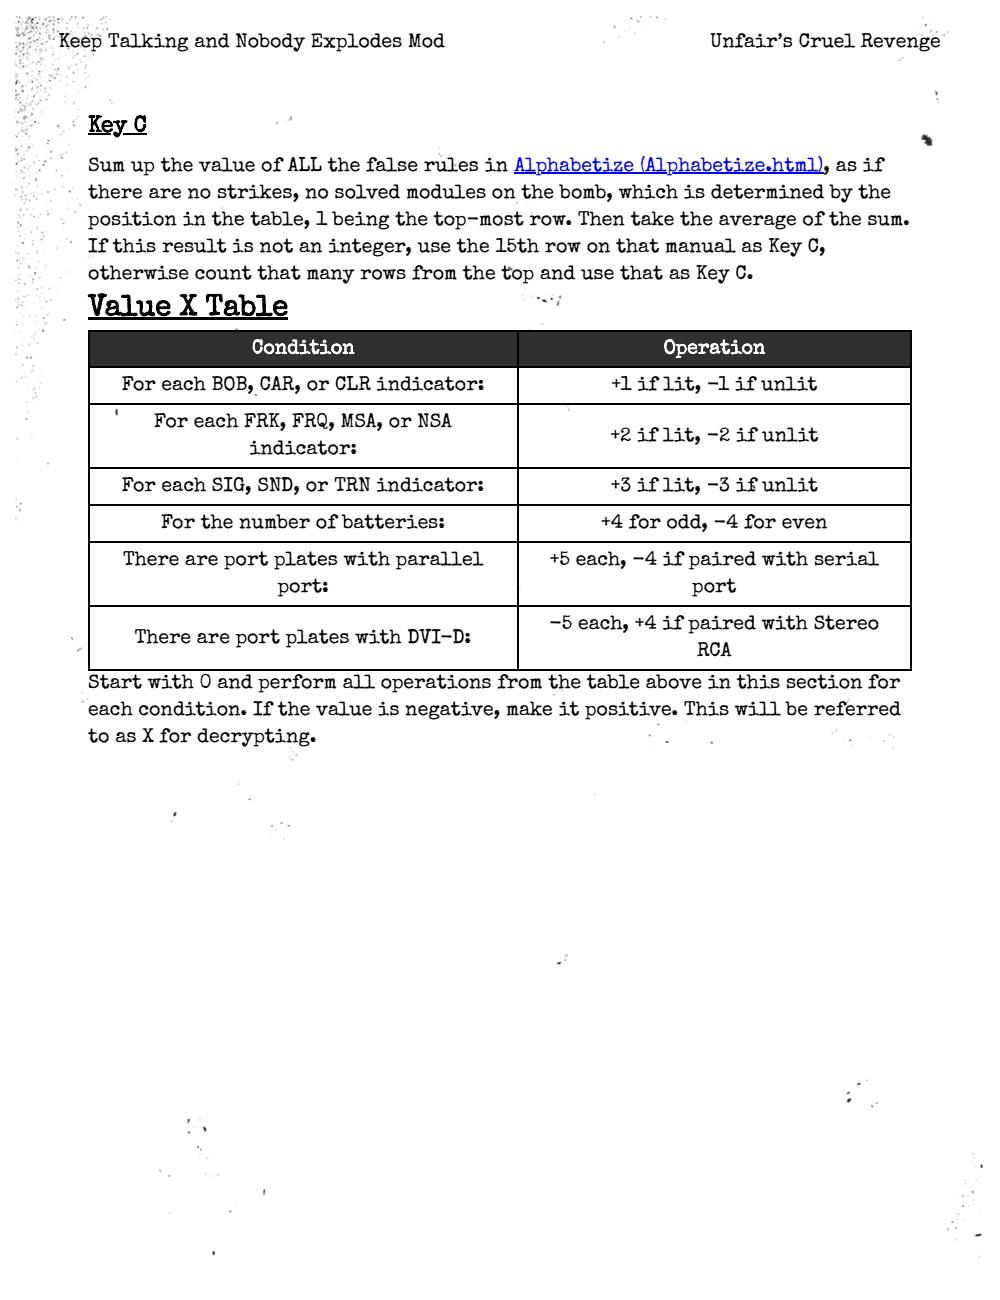 Keep Talking and Nobody Explodes Mod
Unfair's Cruel Revenge
Key C
Sum up the value of ALL the false rules in Alphabetize (Alphabetize.html), as if
there are no strikes, no solved modules on the bomb, which is determined by the
position in the table, 1 being the top-most row. Then take the average of the sum.
If this result is not an integer, use the 15th row on that manual as Key C,
otherwise count that many rows from the top and use that as Key C.
Value X Table
Condition
Operation
For each BOB, CAR, or CLR indicator:
+1 if lit, -1 if unlit
For each FRK, FRQ, MSA, or NSA
indicator:
+2 if lit, -2 if unlit
For each SIG, SND, or TRN indicator:
+3 if lit, -3 if unlit
For the number of batteries:
+4 for odd, -4 for even
There are port plates with parallel
port:
+5 each, -4 if paired with serial
port
There are port plates with DVI-D:
-5 each, +4 if paired with Stereo
RCA
Start with 0 and perform all operations from the table above in this section for
each condition. If the value is negative, make it positive. This will be referred
to as X for decrypting.